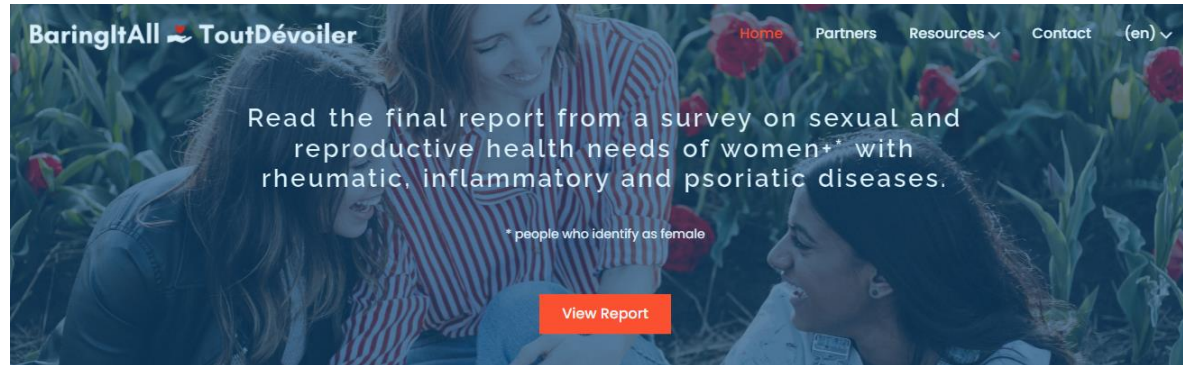 BaringItAll ToutDévoiler
Home Partners Resources Contact (en)
Read the final report from a survey on sexual and
reproductive health needs of women+* with
rheumatic, inflammatory and psoriatic diseases.
* people who identify as female
View Report